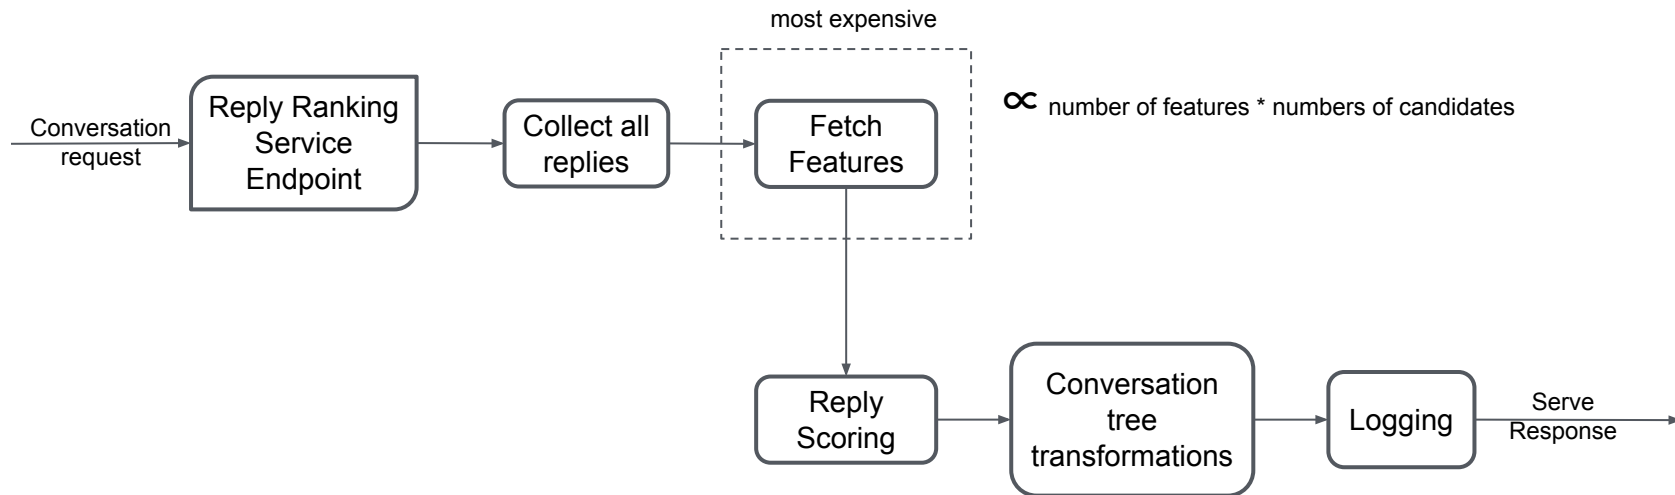 most expensive
Conversation
request
Reply Ranking
Service
Endpoint
Collect all
replies
Fetch
Features
∝ number of features * numbers of candidates
Reply
Scoring
Conversation
tree
transformations
Logging
Serve
Response